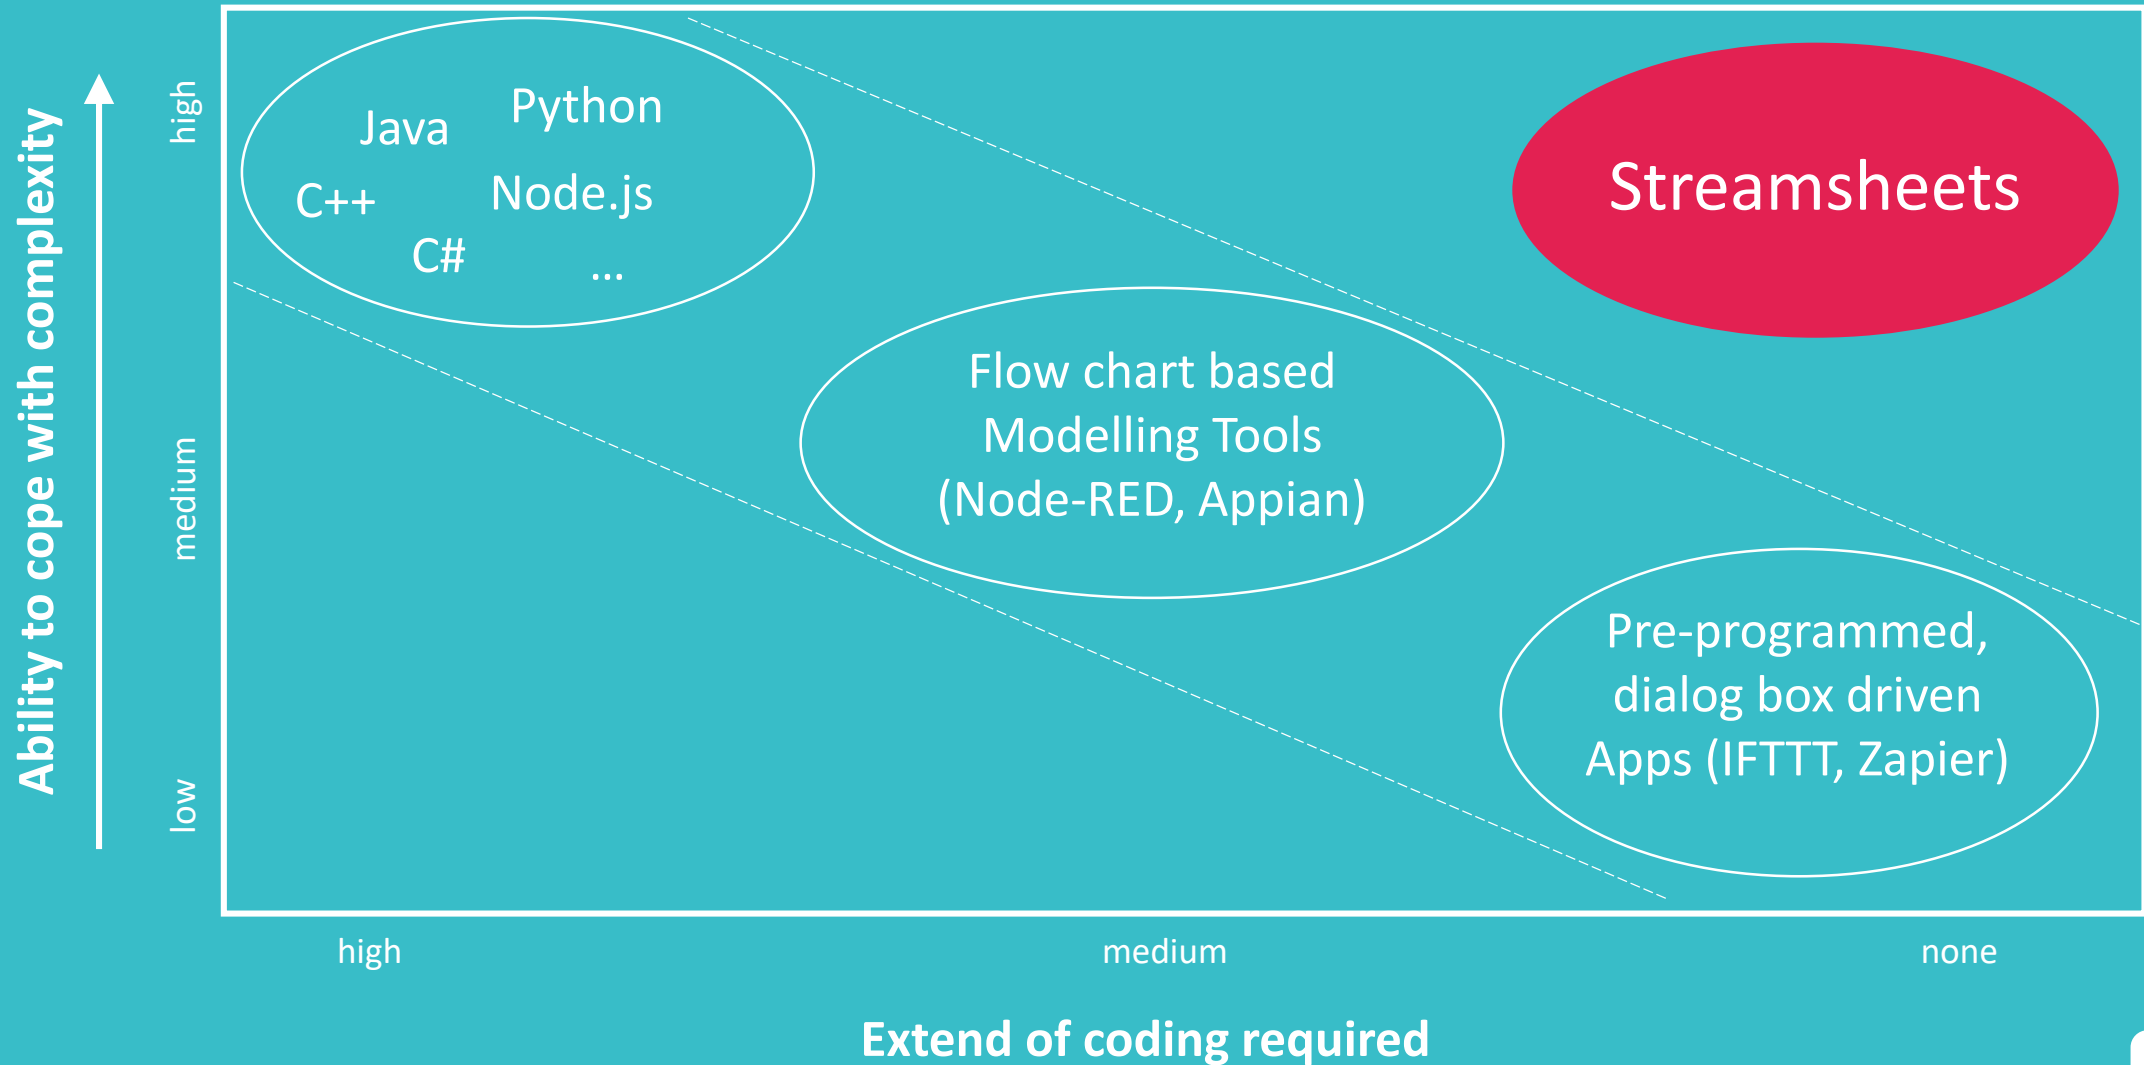 Ability to cope with complexity
high
medium
low
Java
Python
C++
Node.js
C#
...
Streamsheets
Flow chart based
Modelling Tools
(Node-RED, Appian)
Pre-programmed,
dialog box driven
Apps (IFTTT, Zapier)
high
medium
none
Extend of coding required